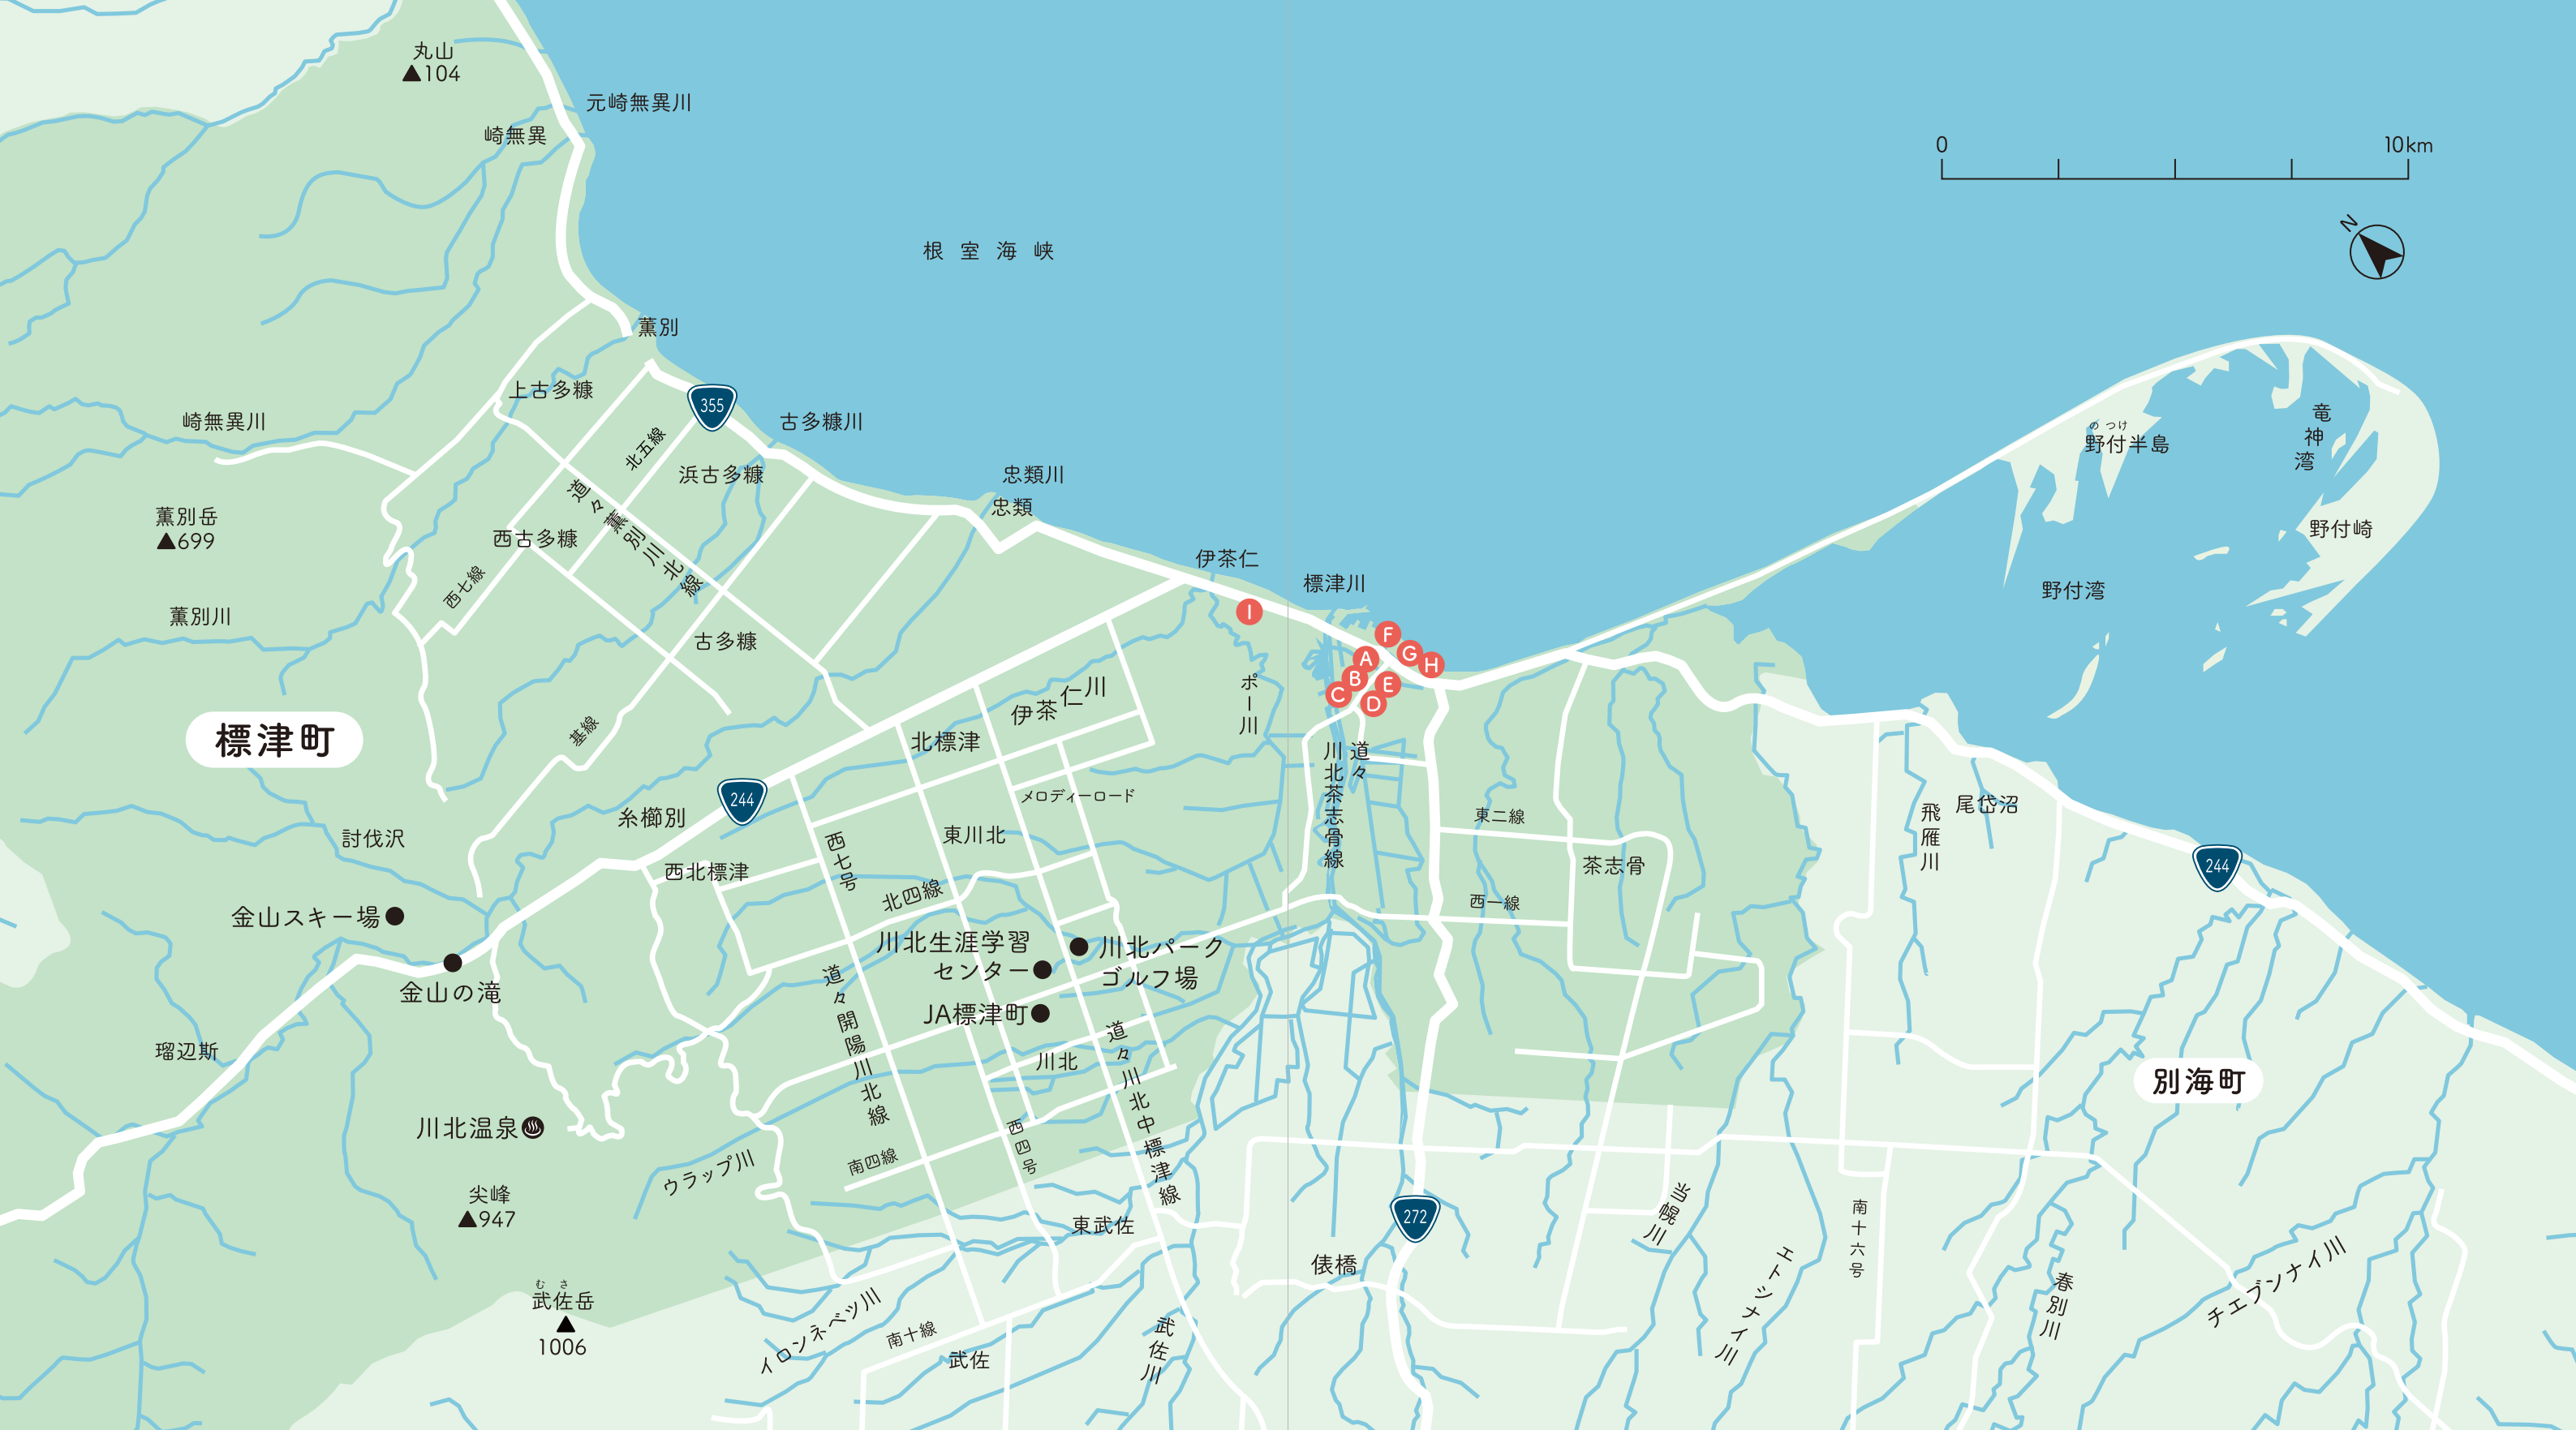 丸山
▲104
元崎無異川
崎無異
0
10km
N
根室海峡
薫別
上古多糠
355
古多糠川
崎無異川
北五線
浜古多糠
忠類川
忠類
道々薫別川北線
西古多糠
薫別岳
▲699
西七線
薫別川
古多糠
伊茶仁
標津川
の つけ
野付半島
竜神湾
野付崎
野付湾
I
F
G
H
A
B
C
E
D
標津町
基線
伊茶仁川
ポー川
北標津
道々
川北茶志骨線
244
糸櫛別
メロディーロード
東川北
西七号
討伐沢
西北標津
北四線
東二線
茶志骨
西一線
飛雁川
尾岱沼
244
金山スキー場
金山の滝
川北生涯学習
センター
川北パーク
ゴルフ場
JA標津町
道々開陽川北線
道々川北中標津線
川北
瑠辺斯
川北温泉
別海町
西四号
南四線
ウラップ川
尖峰
▲947
東武佐
272
当幌川
南十六号
俵橋
エトシナイ川
春別川
チエブンナイ川
む さ
武佐岳
▲
1006
イロンネベツ川
南十線
武佐
武佐川